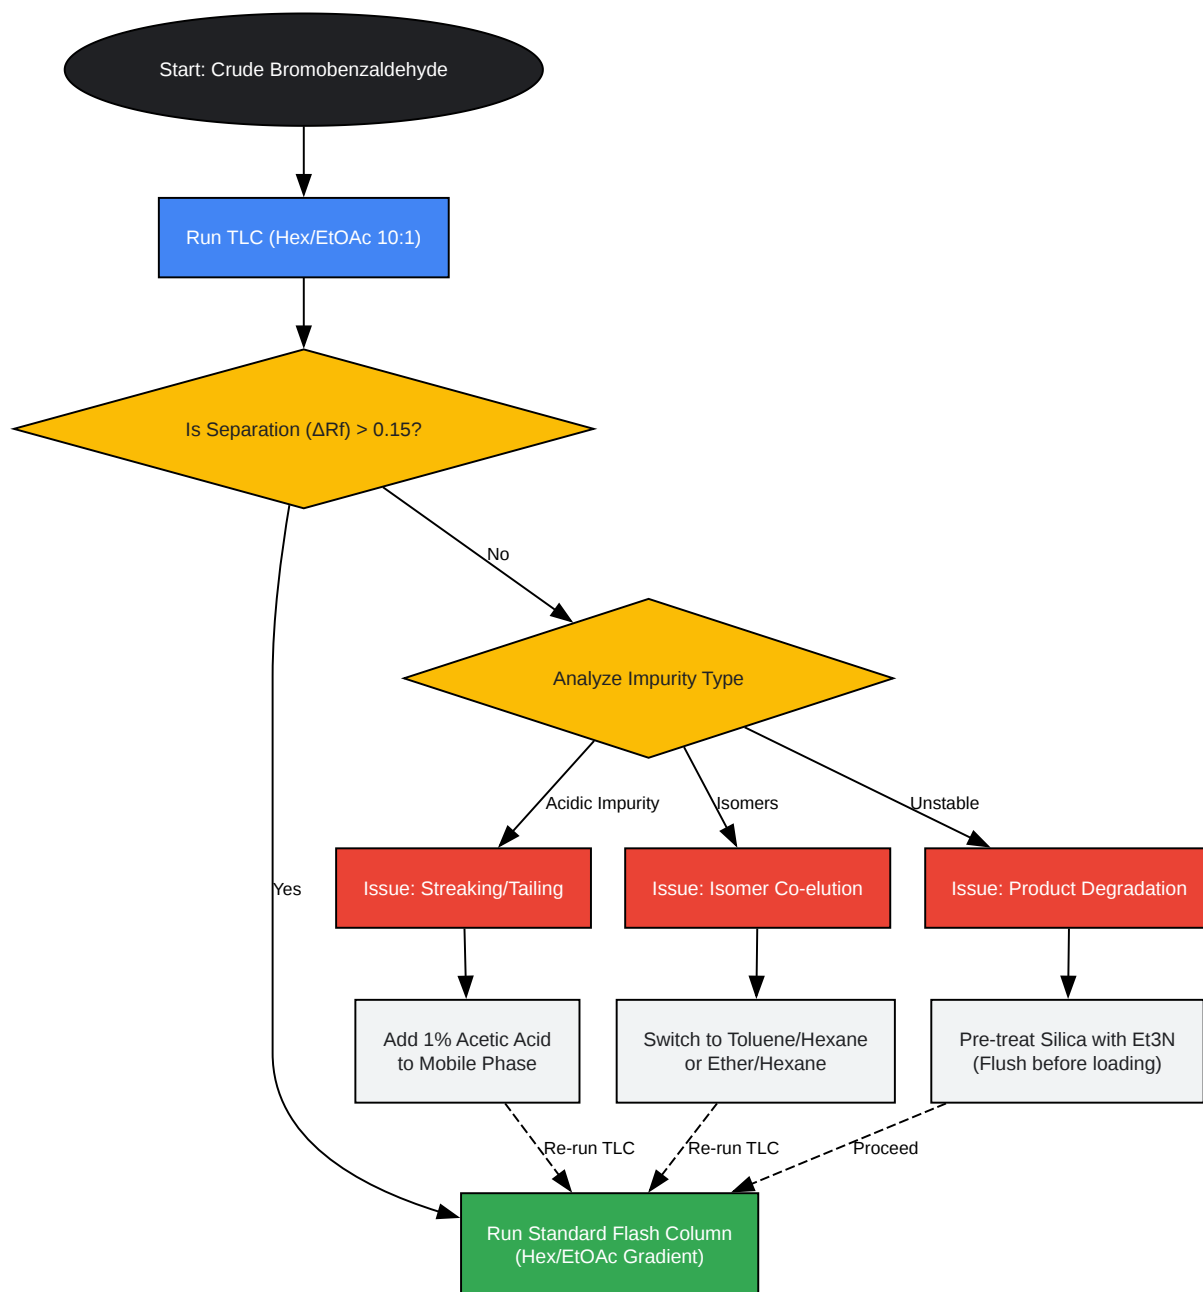 Start: Crude Bromobenzaldehyde
Run TLC (Hex/EtOAc 10:1)
Is Separation (ΔRf) > 0.15?
No
Analyze Impurity Type
Acidic Impurity
Isomers
Unstable
Yes
Issue: Streaking/Tailing
Issue: Isomer Co-elution
Issue: Product Degradation
Add 1% Acetic Acid
to Mobile Phase
Switch to Toluene/Hexane
or Ether/Hexane
Pre-treat Silica with Et3N
(Flush before loading)
Re-run TLC
Re-run TLC
Proceed
Run Standard Flash Column
(Hex/EtOAc Gradient)